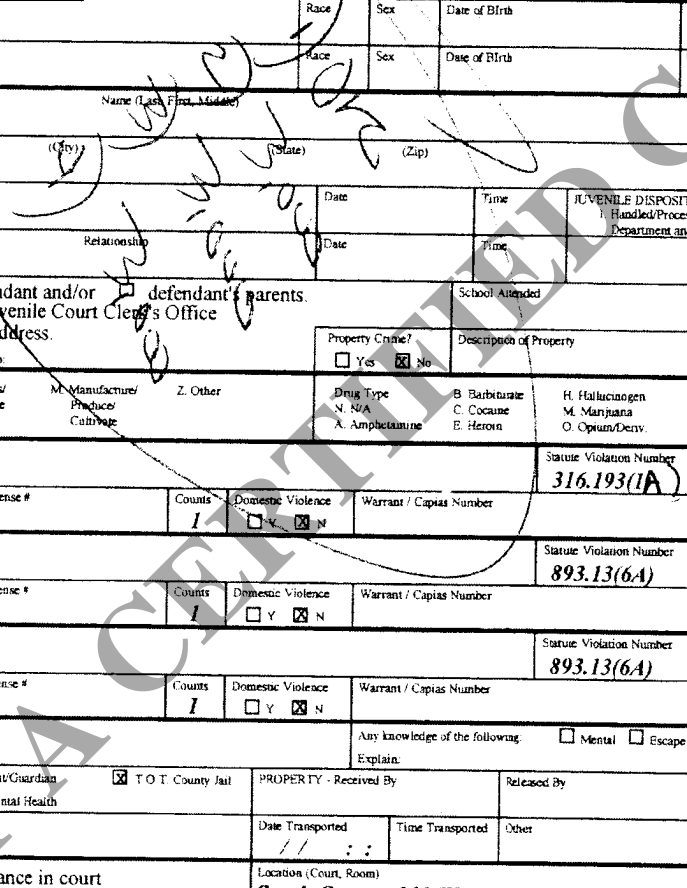 Race Sex Date of Birth
Race Sex Date of Birth
Name (Last, First, Middle)
(City) (State) (Zip)
Date Time JUVENILE DISPOSIT
1. Handled/Proces
Department an
Relationship Date Time
ndant and/or defendant's parents.
venile Court Clerk's Office
ddress.
School Attended
Property Crime? Description of Property
Yes X No
M. Manufacture/ Z. Other
Produce/
Cultivate
Drug Type B. Barbiturate H. Hallucinogen
N. N/A C. Cocaine M. Marijuana
A. Amphetamine E. Heroin O. Opium/Deriv.
Statute Violation Number
316.193(1A)
ense # Counts Domestic Violence Warrant / Capias Number
1 Y X N
Statute Violation Number
893.13(6A)
ense # Counts Domestic Violence Warrant / Capias Number
1 Y X N
Statute Violation Number
893.13(6A)
ense # Counts Domestic Violence Warrant / Capias Number
1 Y X N
Any knowledge of the following: Mental Escape
Explain:
t/Guardian X T O T County Jail PROPERTY - Received By Released By
ntal Health
Date Transported Time Transported Other
/ / : :
ance in court Location (Court, Room)
A CERTIFIED C